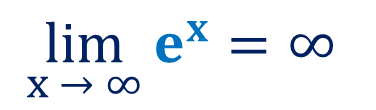 lim eˣ = ∞
x → ∞